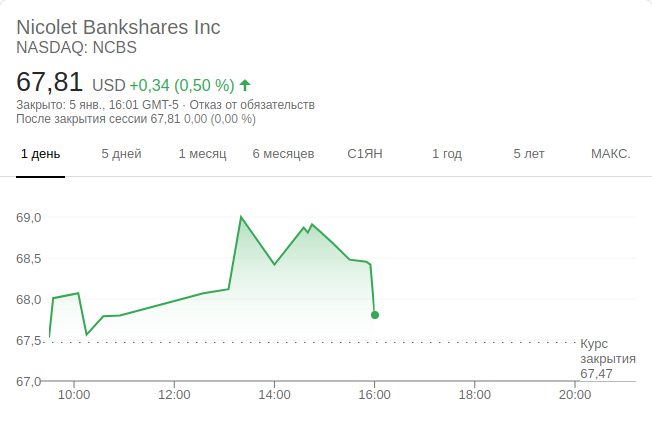 Nicolet Bankshares Inc
NASDAQ: NCBS
67,81 USD +0,34 (0,50 %)
Закрыто: 5 янв., 16:01 GMT-5 · Отказ от обязательств
После закрытия сессии 67,81 0,00 (0,00 %)
1 день 5 дней 1 месяц 6 месяцев С1ЯН 1 год 5 лет МАКС.
69,0
68,5
68,0
67,5
67,0
Курс
закрытия
67,47
10:00 12:00 14:00 16:00 18:00 20:00